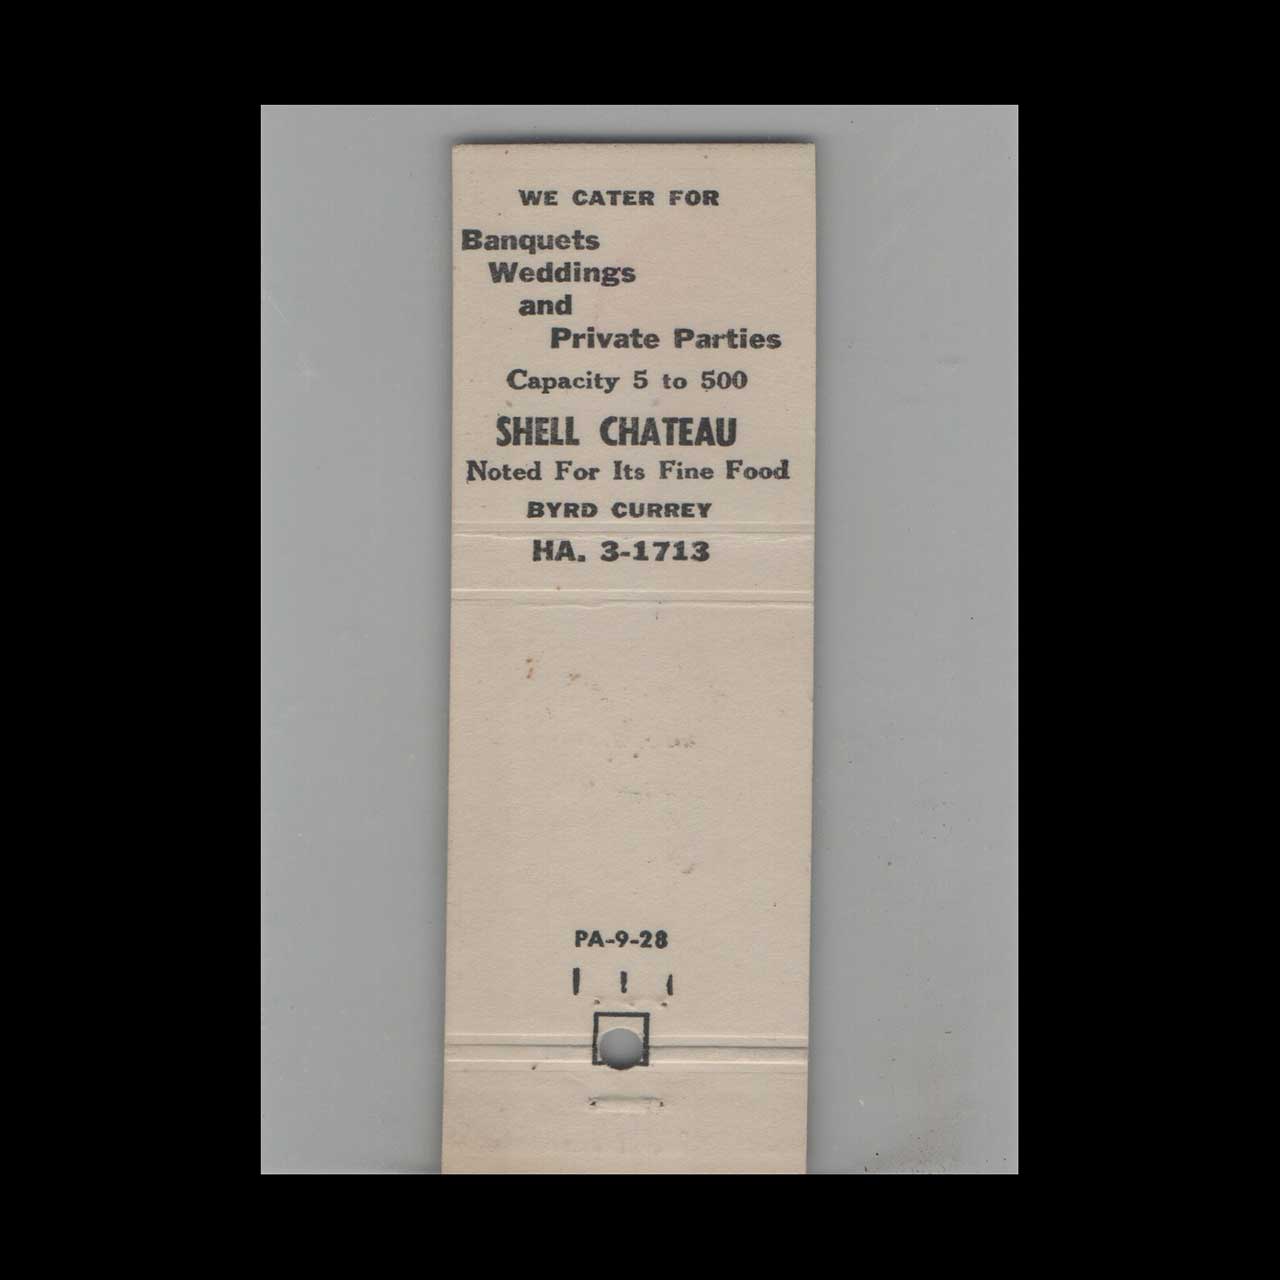 WE CATER FOR
Banquets
Weddings
and
Private Parties
Capacity 5 to 500
SHELL CHATEAU
Noted For Its Fine Food
BYRD CURREY
HA. 3-1713
PA-9-28